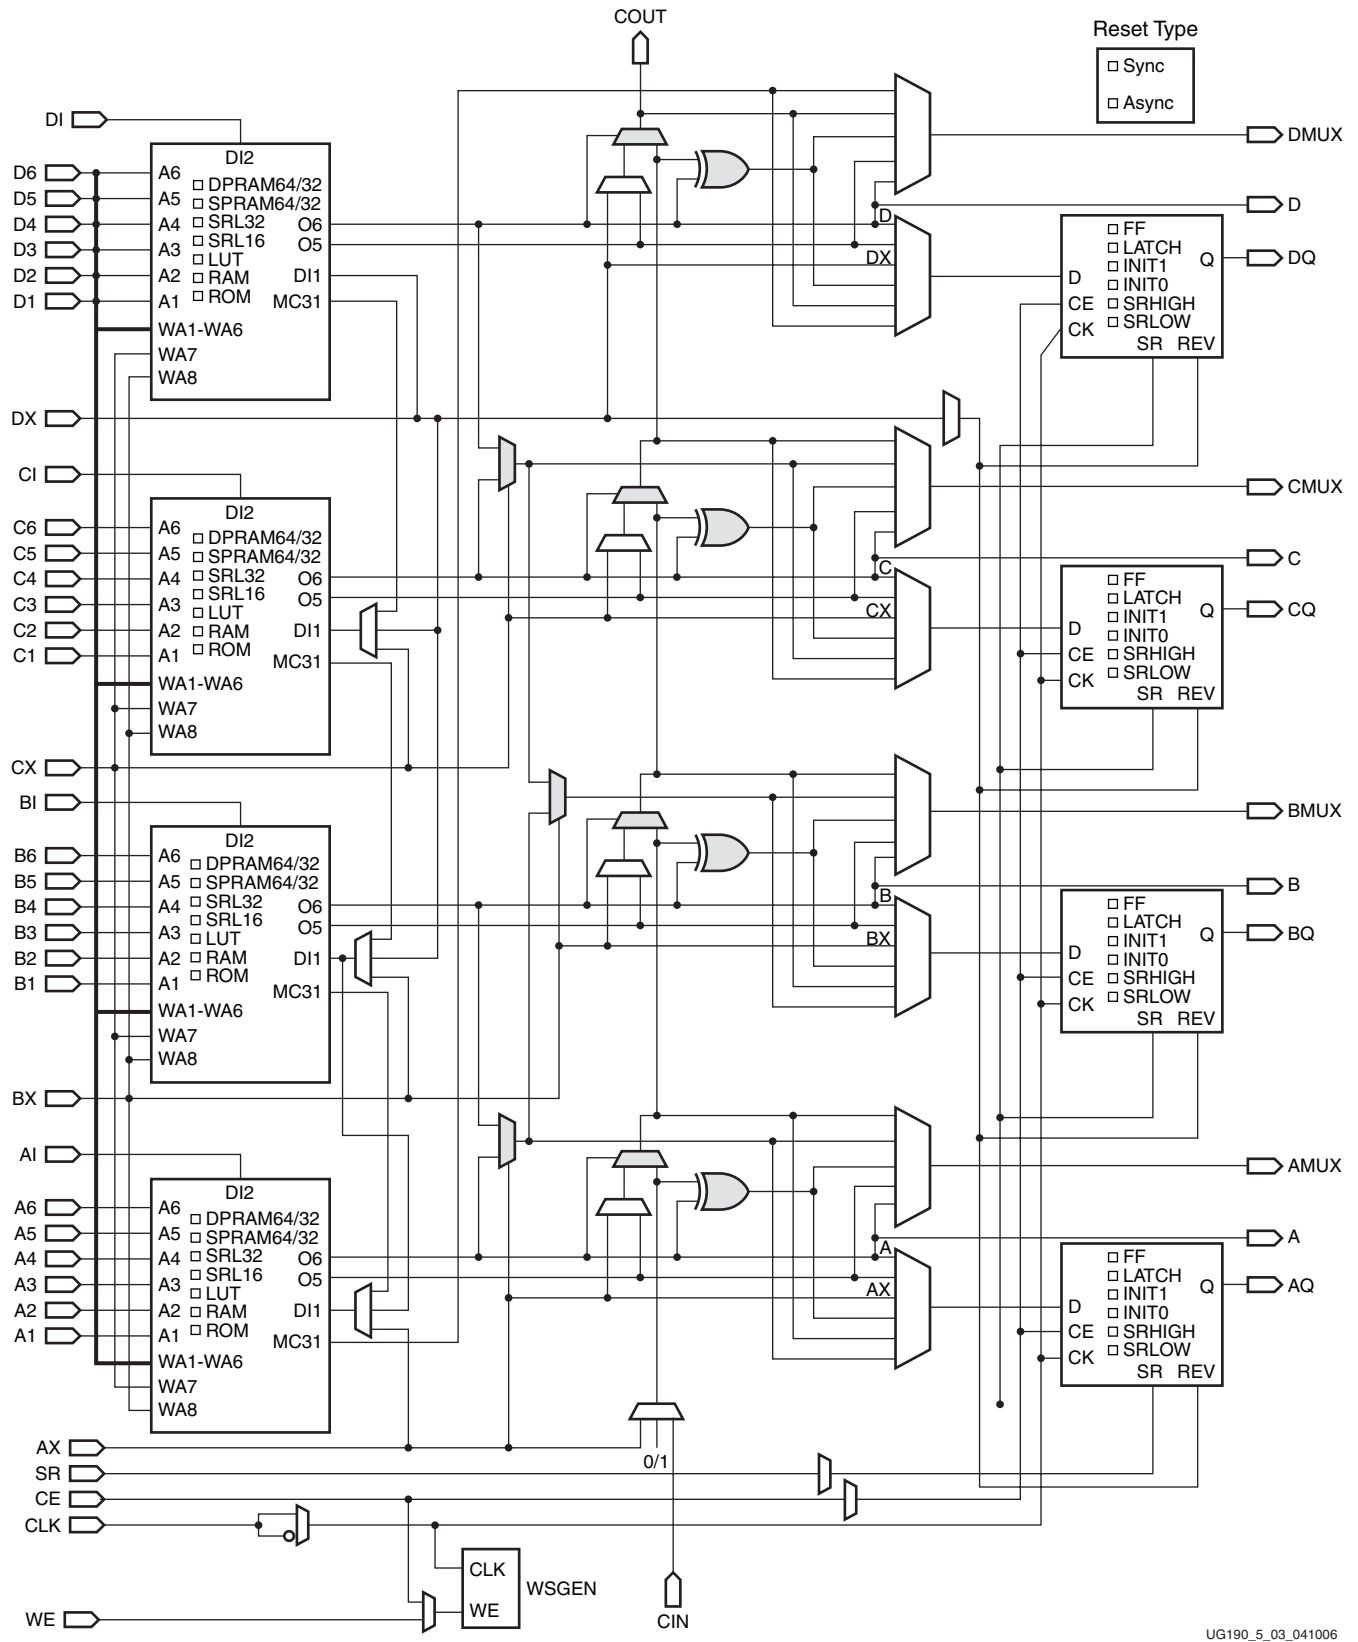 COUT
Reset Type
Sync
Async
DI
DI2
D6
D5
D4
D3
D2
D1
A6
A5
A4
A3
A2
A1
DPRAM64/32
SPRAM64/32
SRL32
SRL16
LUT
RAM
ROM
O6
O5
DI1
MC31
WA1-WA6
WA7
WA8
DX
D
DX
DMUX
D
FF
LATCH
INIT1
INIT0
SRHIGH
SRLOW
D
CE
CK
Q
SR REV
DQ
CI
DI2
C6
C5
C4
C3
C2
C1
A6
A5
A4
A3
A2
A1
DPRAM64/32
SPRAM64/32
SRL32
SRL16
LUT
RAM
ROM
O6
O5
DI1
MC31
WA1-WA6
WA7
WA8
CX
C
CX
CMUX
C
FF
LATCH
INIT1
INIT0
SRHIGH
SRLOW
D
CE
CK
Q
SR REV
CQ
BI
DI2
B6
B5
B4
B3
B2
B1
A6
A5
A4
A3
A2
A1
DPRAM64/32
SPRAM64/32
SRL32
SRL16
LUT
RAM
ROM
O6
O5
DI1
MC31
WA1-WA6
WA7
WA8
BX
B
BX
BMUX
B
FF
LATCH
INIT1
INIT0
SRHIGH
SRLOW
D
CE
CK
Q
SR REV
BQ
AI
DI2
A6
A5
A4
A3
A2
A1
A6
A5
A4
A3
A2
A1
DPRAM64/32
SPRAM64/32
SRL32
SRL16
LUT
RAM
ROM
O6
O5
DI1
MC31
WA1-WA6
WA7
WA8
A
AX
AMUX
A
FF
LATCH
INIT1
INIT0
SRHIGH
SRLOW
D
CE
CK
Q
SR REV
AQ
AX
0/1
SR
CE
CLK
CLK
WE
WSGEN
WE
CIN
UG190_5_03_041006